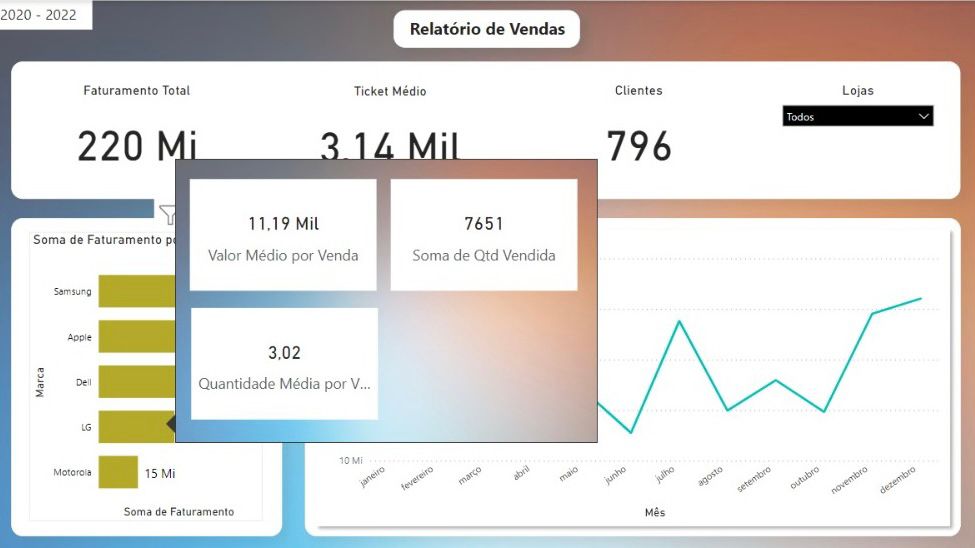 2020 - 2022
Relatório de Vendas
Faturamento Total
Ticket Médio
Clientes
Lojas
220 Mi
3,14 Mil
796
Todos
Soma de Faturamento
11,19 Mil
Valor Médio por Venda
7651
Soma de Qtd Vendida
3,02
Quantidade Média por V...
Marca
Samsung
Apple
Dell
LG
Motorola
15 Mi
Soma de Faturamento
10 Mi
janeiro
fevereiro
março
abril
maio
junho
julho
agosto
setembro
outubro
novembro
dezembro
Mês